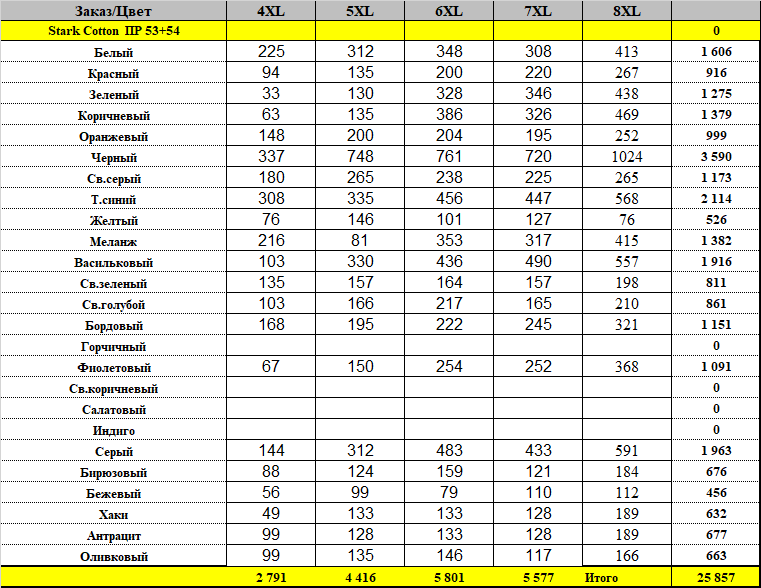 Заказ/Цвет 4XL 5XL 6XL 7XL 8XL
Stark Cotton ПР 53+54 0
Белый 225 312 348 308 413 1 606
Красный 94 135 200 220 267 916
Зеленый 33 130 328 346 438 1 275
Коричневый 63 135 386 326 469 1 379
Оранжевый 148 200 204 195 252 999
Черный 337 748 761 720 1024 3 590
Св.серый 180 265 238 225 265 1 173
Т.синий 308 335 456 447 568 2 114
Желтый 76 146 101 127 76 526
Меланж 216 81 353 317 415 1 382
Васильковый 103 330 436 490 557 1 916
Св.зеленый 135 157 164 157 198 811
Св.голубой 103 166 217 165 210 861
Бордовый 168 195 222 245 321 1 151
Горчичный 0
Фиолетовый 67 150 254 252 368 1 091
Св.коричневый 0
Салатовый 0
Индиго 0
Серый 144 312 483 433 591 1 963
Бирюзовый 88 124 159 121 184 676
Бежевый 56 99 79 110 112 456
Хаки 49 133 133 128 189 632
Антрацит 99 128 133 128 189 677
Оливковый 99 135 146 117 166 663
2 791 4 416 5 801 5 577 Итого 25 857